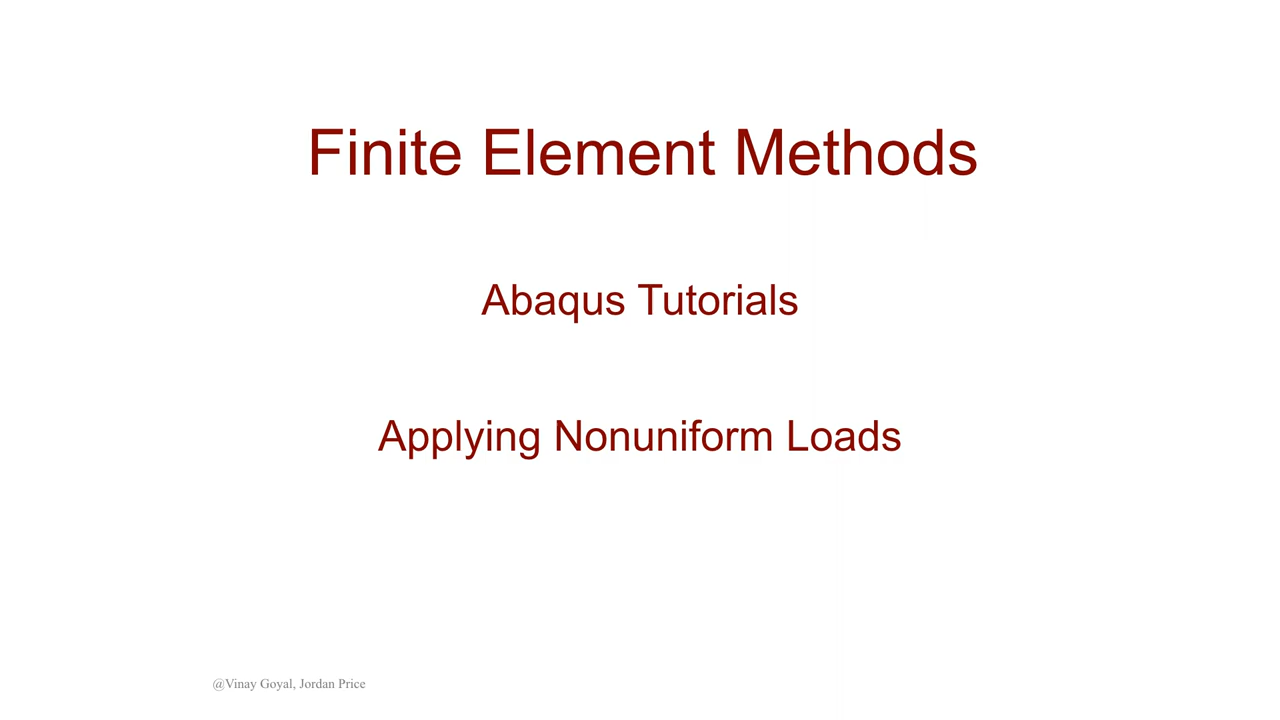 Finite Element Methods
Abaqus Tutorials
Applying Nonuniform Loads
@Vinay Goyal, Jordan Price